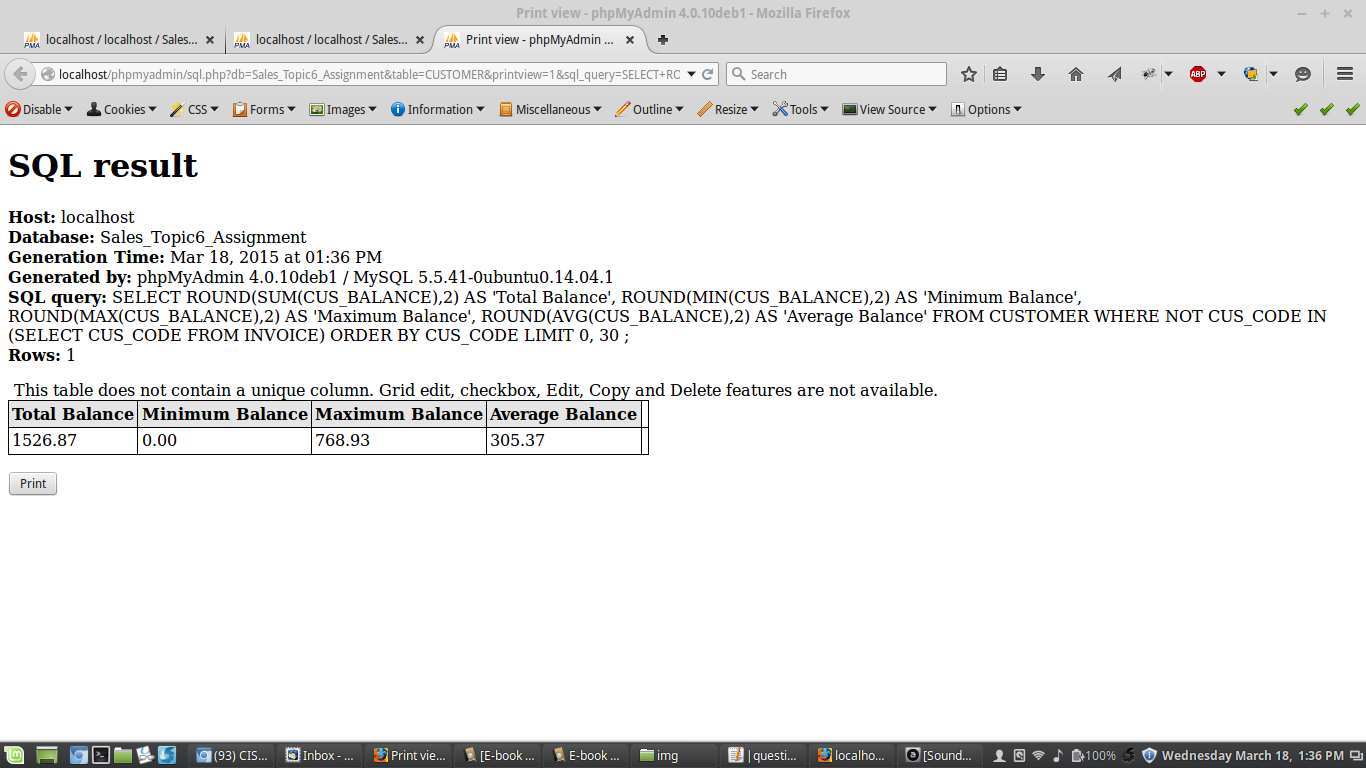 Print view - phpMyAdmin 4.0.10deb1 - Mozilla Firefox
localhost / localhost / Sales...
localhost / localhost / Sales...
Print view - phpMyAdmin ...
localhost/phpmyadmin/sql.php?db=Sales_Topic6_Assignment&table=CUSTOMER&printview=1&sql_query=SELECT+RO
Search
ABP
Disable Cookies CSS Forms Images Information Miscellaneous Outline Resize Tools View Source Options
SQL result
Host: localhost
Database: Sales_Topic6_Assignment
Generation Time: Mar 18, 2015 at 01:36 PM
Generated by: phpMyAdmin 4.0.10deb1 / MySQL 5.5.41-0ubuntu0.14.04.1
SQL query: SELECT ROUND(SUM(CUS_BALANCE),2) AS 'Total Balance', ROUND(MIN(CUS_BALANCE),2) AS 'Minimum Balance',
ROUND(MAX(CUS_BALANCE),2) AS 'Maximum Balance', ROUND(AVG(CUS_BALANCE),2) AS 'Average Balance' FROM CUSTOMER WHERE NOT CUS_CODE IN
(SELECT CUS_CODE FROM INVOICE) ORDER BY CUS_CODE LIMIT 0, 30 ;
Rows: 1
This table does not contain a unique column. Grid edit, checkbox, Edit, Copy and Delete features are not available.
Total Balance Minimum Balance Maximum Balance Average Balance
1526.87 0.00 768.93 305.37
Print
(93) CIS... Inbox - ... Print vie... [E-book ... E-book ... img |questi... localho... [Sound... 100% Wednesday March 18, 1:36 PM